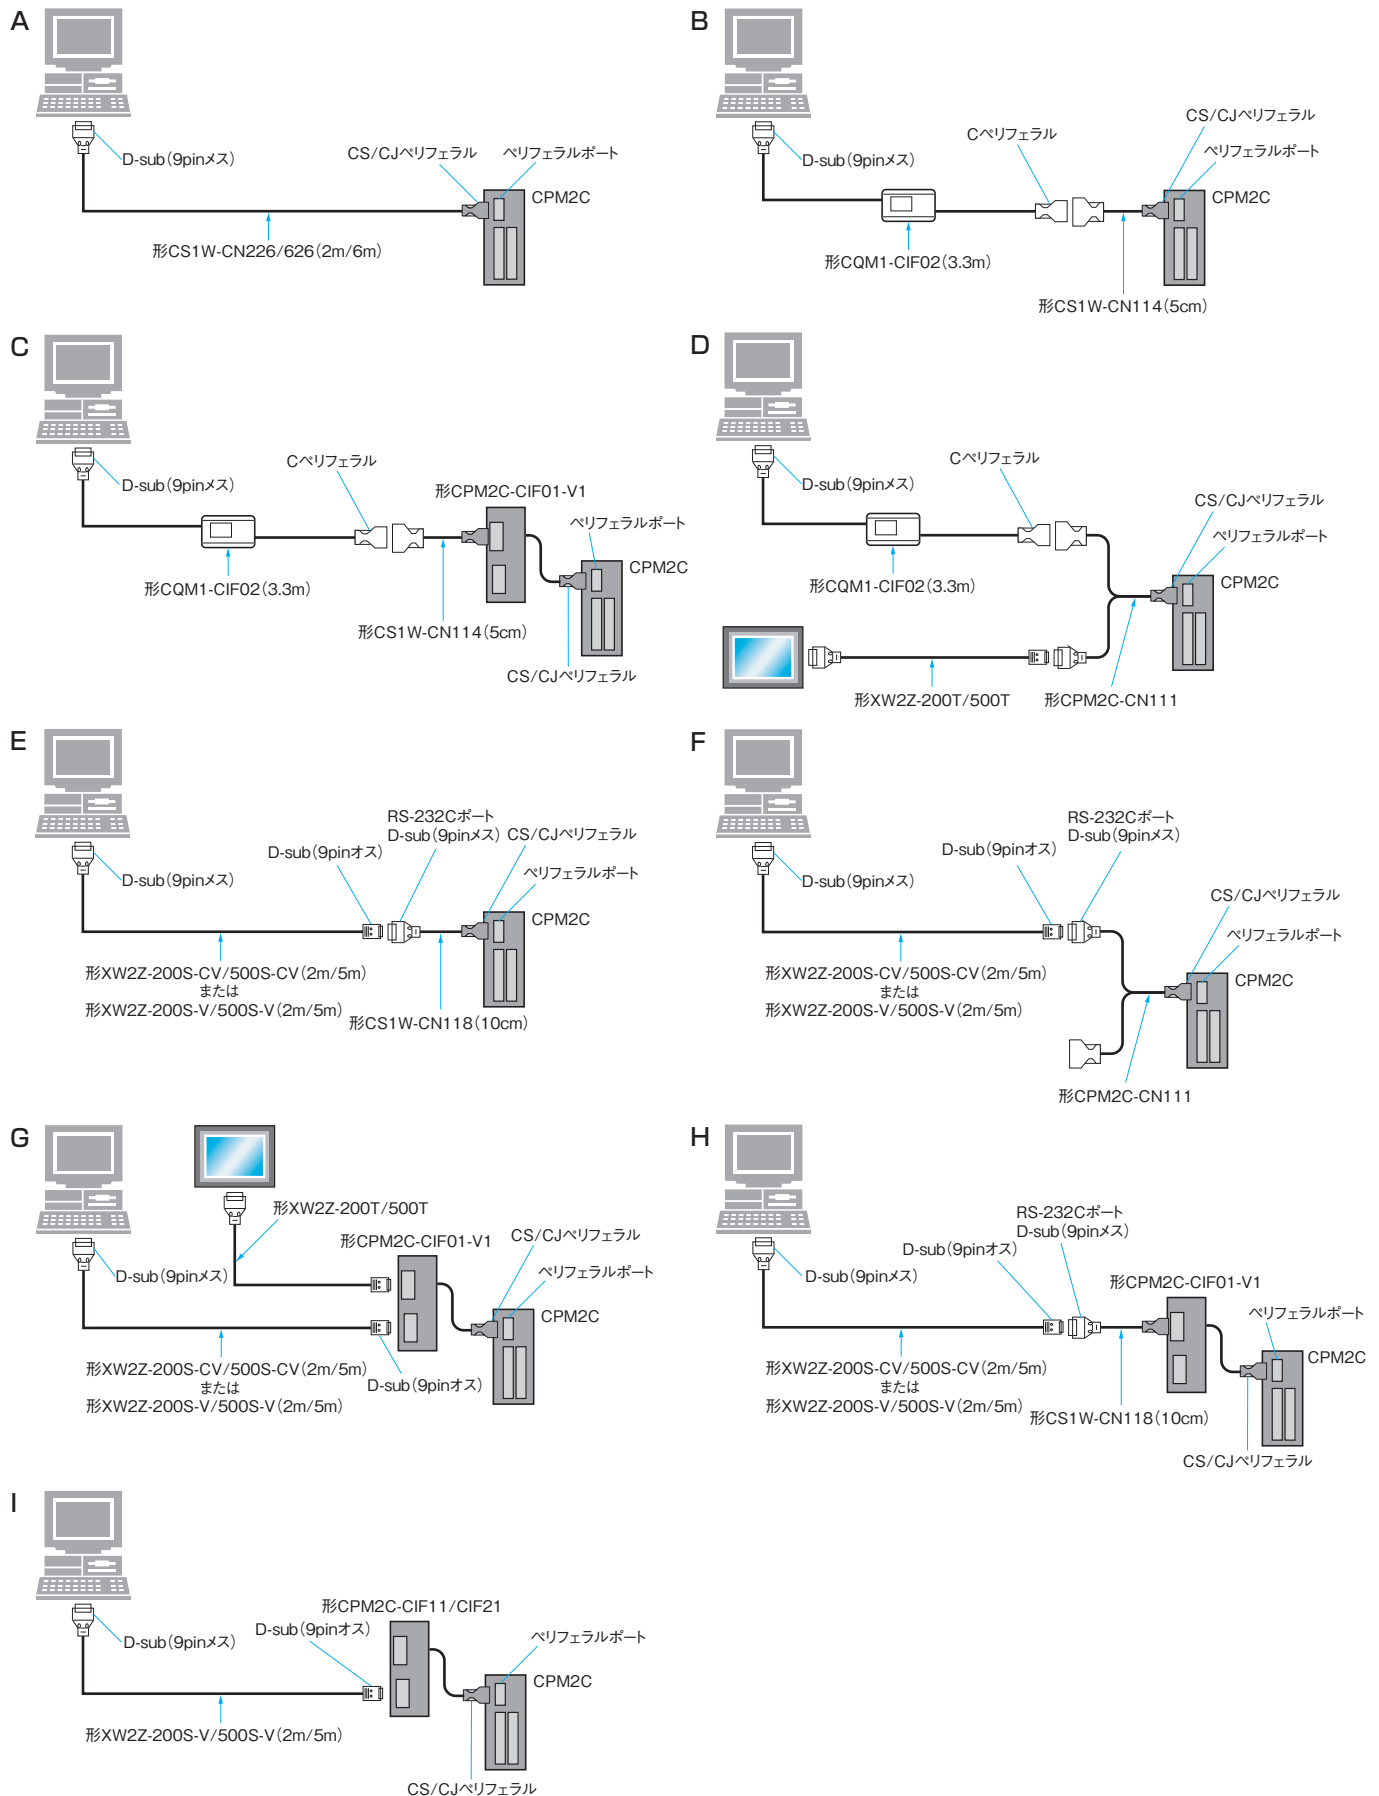 A
D-sub(9pinメス)
CS/CJペリフェラル
ペリフェラルポート
CPM2C
形CS1W-CN226/626(2m/6m)
B
D-sub(9pinメス)
Cペリフェラル
CS/CJペリフェラル
ペリフェラルポート
CPM2C
形CQM1-CIF02(3.3m)
形CS1W-CN114(5cm)
C
D-sub(9pinメス)
Cペリフェラル
形CPM2C-CIF01-V1
ペリフェラルポート
CPM2C
形CQM1-CIF02(3.3m)
形CS1W-CN114(5cm)
CS/CJペリフェラル
D
D-sub(9pinメス)
Cペリフェラル
CS/CJペリフェラル
ペリフェラルポート
CPM2C
形CQM1-CIF02(3.3m)
形XW2Z-200T/500T
形CPM2C-CN111
E
D-sub(9pinメス)
D-sub(9pinオス)
RS-232Cポート
D-sub(9pinメス)
CS/CJペリフェラル
ペリフェラルポート
CPM2C
形XW2Z-200S-CV/500S-CV(2m/5m)
または
形XW2Z-200S-V/500S-V(2m/5m)
形CS1W-CN118(10cm)
F
D-sub(9pinメス)
D-sub(9pinオス)
RS-232Cポート
D-sub(9pinメス)
CS/CJペリフェラル
ペリフェラルポート
CPM2C
形XW2Z-200S-CV/500S-CV(2m/5m)
または
形XW2Z-200S-V/500S-V(2m/5m)
形CPM2C-CN111
G
形XW2Z-200T/500T
D-sub(9pinメス)
形CPM2C-CIF01-V1
CS/CJペリフェラル
ペリフェラルポート
CPM2C
形XW2Z-200S-CV/500S-CV(2m/5m)
または
形XW2Z-200S-V/500S-V(2m/5m)
D-sub(9pinオス)
H
D-sub(9pinメス)
D-sub(9pinオス)
RS-232Cポート
D-sub(9pinメス)
形CPM2C-CIF01-V1
ペリフェラルポート
CPM2C
形XW2Z-200S-CV/500S-CV(2m/5m)
または
形XW2Z-200S-V/500S-V(2m/5m)
形CS1W-CN118(10cm)
CS/CJペリフェラル
I
D-sub(9pinメス)
D-sub(9pinオス)
形CPM2C-CIF11/CIF21
ペリフェラルポート
CPM2C
形XW2Z-200S-V/500S-V(2m/5m)
CS/CJペリフェラル